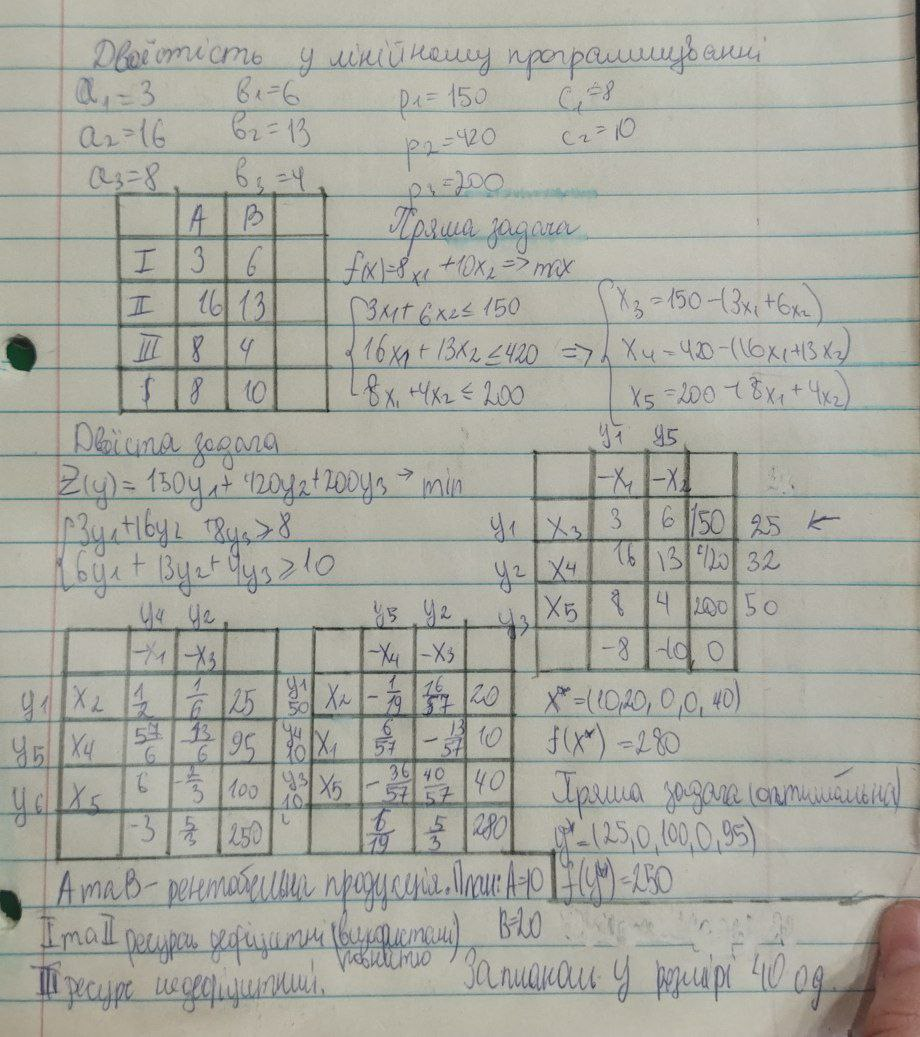 Двоїстість у лінійному програмшуванні
a₁=3 в₁=6 p₁=150 c₁=8
a₂=16 в₂=13 p₂=420 c₂=10
a₃=8 в₃=4 p₃=200
A B
I 3 6
II 16 13
III 8 4
$ 8 10
Пряма задача
f(x)=8x₁+10x₂=>max
3x₁+6x₂≤150
16x₁+13x₂≤420 =>
8x₁+4x₂≤200
x₃=150-(3x₁+6x₂)
x₄=420-(16x₁+13x₂)
x₅=200-(8x₁+4x₂)
Двоїста задача
Z(y)=150y₁+420y₂+200y₃→min
3y₁+16y₂+8y₃≥8
6y₁+13y₂+4y₃≥10
y₁ y₅
-x₁ -x₂
y₁ x₃ 3 6 150 25 ←
y₂ x₄ 16 13 420 32
y₃ x₅ 8 4 200 50
-8 -10 0
y₄ y₂
-x₁ -x₃
y₁ x₂ 1/2 1/6 25
y₅ x₄ 57/6 -13/6 95
y₆ x₅ 6 -2/3 100
-3 5/3 250
y₅ y₂
-x₄ -x₃
y₁ 50 x₂ -1/19 16/57 20
y₄ 10 x₁ 6/57 -13/57 10
y₃ 10 x₅ -36/57 40/57 40
6/19 5/3 280
x*=(10,20,0,0,40)
f(x*)=280
Пряма задача (оптимальна)
y*=(25,0,100,0,95)
f(y*)=250
A та B - рентабельна продукція. План: A=10
B=20
I та II ресурси дефіцитні (використані)
повністю
III ресурс недефіцитний. Залишком у розмірі 40 од.